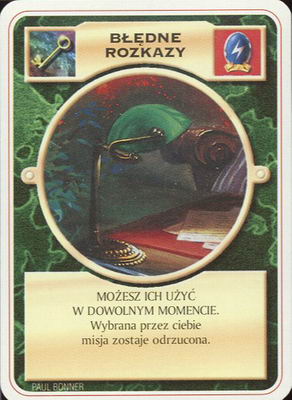 BŁĘDNE
ROZKAZY
MOŻESZ ICH UŻYĆ
W DOWOLNYM MOMENCIE.
Wybrana przez ciebie
misja zostaje odrzucona.
PAUL BONNER